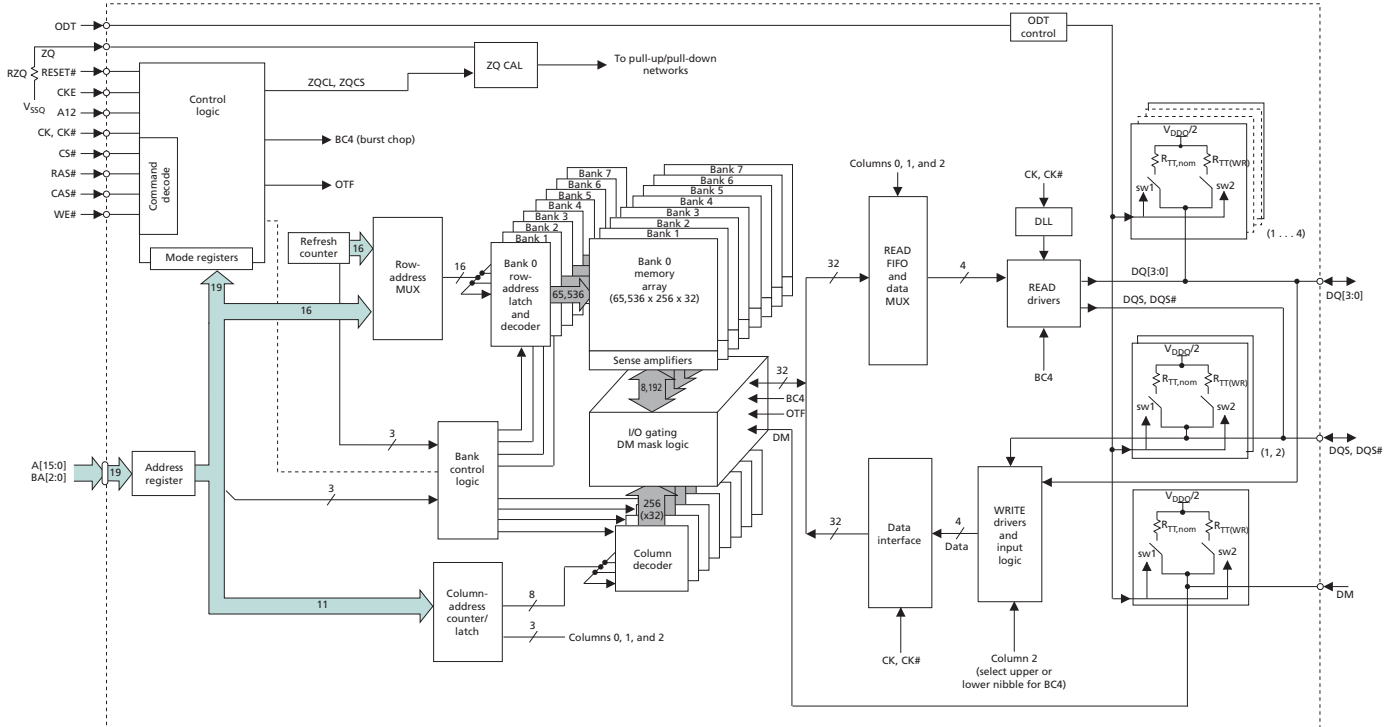 ODT
ODT
control
ZQ
RZQ
V_SSQ
RESET#
CKE
A12
CK, CK#
CS#
RAS#
CAS#
WE#
Control
logic
Command
decode
Mode registers
ZQCL, ZQCS
ZQ CAL
To pull-up/pull-down
networks
BC4 (burst chop)
OTF
Refresh
counter
16
Row-
address
MUX
16
16
19
Bank 7
Bank 6
Bank 5
Bank 4
Bank 3
Bank 2
Bank 1
Bank 0
row-
address
latch
and
decoder
65,536
Bank 7
Bank 6
Bank 5
Bank 4
Bank 3
Bank 2
Bank 1
Bank 0
memory
array
(65,536 x 256 x 32)
Sense amplifiers
8,192
I/O gating
DM mask logic
32
BC4
OTF
DM
256
(x32)
Column
decoder
3
3
Bank
control
logic
A[15:0]
BA[2:0]
19
Address
register
11
Column-
address
counter/
latch
8
3
Columns 0, 1, and 2
Columns 0, 1, and 2
32
READ
FIFO
and
data
MUX
4
CK, CK#
DLL
READ
drivers
BC4
DQ[3:0]
DQS, DQS#
DQ[3:0]
V_DDQ/2
R_TT,nom
R_TT(WR)
sw1
sw2
(1 . . . 4)
V_DDQ/2
R_TT,nom
R_TT(WR)
sw1
sw2
(1, 2)
DQS, DQS#
V_DDQ/2
R_TT,nom
R_TT(WR)
sw1
sw2
DM
32
Data
interface
4
Data
WRITE
drivers
and
input
logic
CK, CK#
Column 2
(select upper or
lower nibble for BC4)